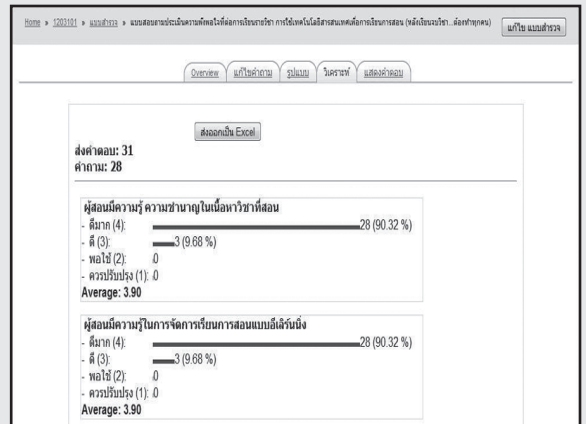 Home » 1203101 » แบบสำรวจ » แบบสอบถามประเมินความพึงพอใจที่ต่อการเรียนรายวิชา การใช้เทคโนโลยีสารสนเทศเพื่อการเรียนการสอน (หลังเรียนจบวิชา...ต้องทำทุกคน)
แก้ไข แบบสำรวจ
Overview แก้ไขคำถาม รูปแบบ วิเคราะห์ แสดงคำตอบ
ส่งออกเป็น Excel
ส่งคำตอบ: 31
คำถาม: 28
ผู้สอนมีความรู้ ความชำนาญในเนื้อหาวิชาที่สอน
- ดีมาก (4): 28 (90.32 %)
- ดี (3): 3 (9.68 %)
- พอใช้ (2): 0
- ควรปรับปรุง (1): 0
Average: 3.90
ผู้สอนมีความรู้ในการจัดการเรียนการสอนแบบอีเลิร์นนิ่ง
- ดีมาก (4): 28 (90.32 %)
- ดี (3): 3 (9.68 %)
- พอใช้ (2): 0
- ควรปรับปรุง (1): 0
Average: 3.90